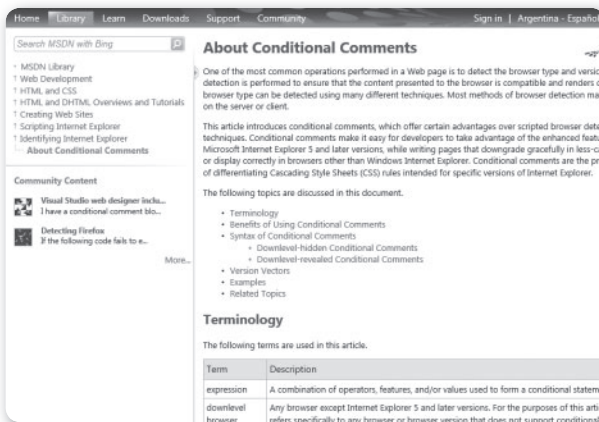 Home Library Learn Downloads Support Community Sign in | Argentina - Español
Search MSDN with Bing
MSDN Library
Web Development
HTML and CSS
HTML and DHTML Overviews and Tutorials
Creating Web Sites
Scripting Internet Explorer
Identifying Internet Explorer
About Conditional Comments
Community Content
Visual Studio web designer inclu...
I have a conditional comment blo...
Detecting Firefox
If the following code fails to e...
More...
About Conditional Comments
One of the most common operations performed in a Web page is to detect the browser type and
detection is performed to ensure that the content presented to the browser is compatible and renders
browser type can be detected using many different techniques. Most methods of browser detection
on the server or client.
This article introduces conditional comments, which offer certain advantages over scripted browser
techniques. Conditional comments make it easy for developers to take advantage of the enhanced
Microsoft Internet Explorer 5 and later versions, while writing pages that downgrade gracefully in
or display correctly in browsers other than Windows Internet Explorer. Conditional comments are the
of differentiating Cascading Style Sheets (CSS) rules intended for specific versions of Internet Explorer.
The following topics are discussed in this document.
• Terminology
• Benefits of Using Conditional Comments
• Syntax of Conditional Comments
• Downlevel-hidden Conditional Comments
• Downlevel-revealed Conditional Comments
• Version Vectors
• Examples
• Related Topics
Terminology
The following terms are used in this article.
Term Description
expression A combination of operators, features, and/or values used to form a conditional
downlevel Any browser except Internet Explorer 5 and later versions. For the purposes of this
browser refers specifically to any browser or browser version that does not support conditional